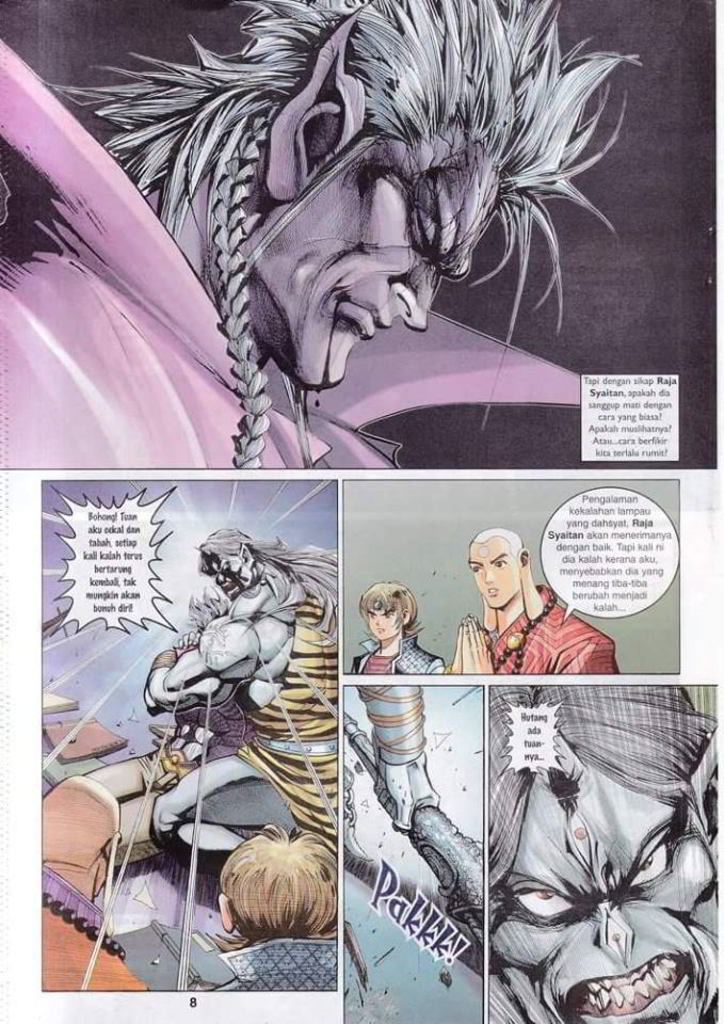 Tapi dengan sikap Raja
Syaitan, apakah dia
sanggup mati dengan
cara yang biasa?
Apakah muslihatnya?
Atau...cara berfikir
kita terlalu rumit?
Bohong! Tuan
aku cekal dan
tabah, setiap
kali kalah terus
bertarung
kembali, tak
mungkin akan
bunuh diri!
Pengalaman
kekalahan lampau
yang dahsyat, Raja
Syaitan akan menerimanya
dengan baik. Tapi kali ni
dia kalah kerana aku,
menyebabkan dia yang
menang tiba-tiba
berubah menjadi
kalah...
Pakkk!
Hutang
ada
tuan-
nya...
8